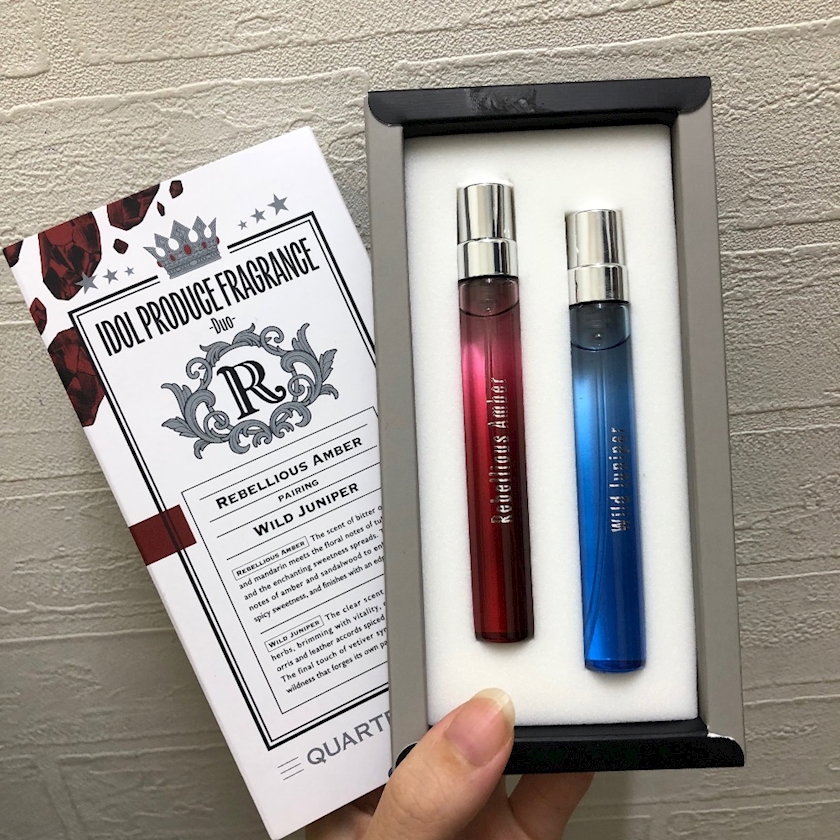 IDOL PRODUCE FRAGRANCE
-Duo-
R
REBELLIOUS AMBER
PAIRING
WILD JUNIPER
REBELLIOUS AMBER The scent of bitter
and mandarin meets the floral notes of
and the enchanting sweetness spreads.
notes of amber and sandalwood to
spicy sweetness, and finishes with an
WILD JUNIPER The clear scent
herbs, brimming with vitality,
orris and leather accords spiced
The final touch of vetiver
wildness that forges its own
Rebellious Amber
Wild Juniper